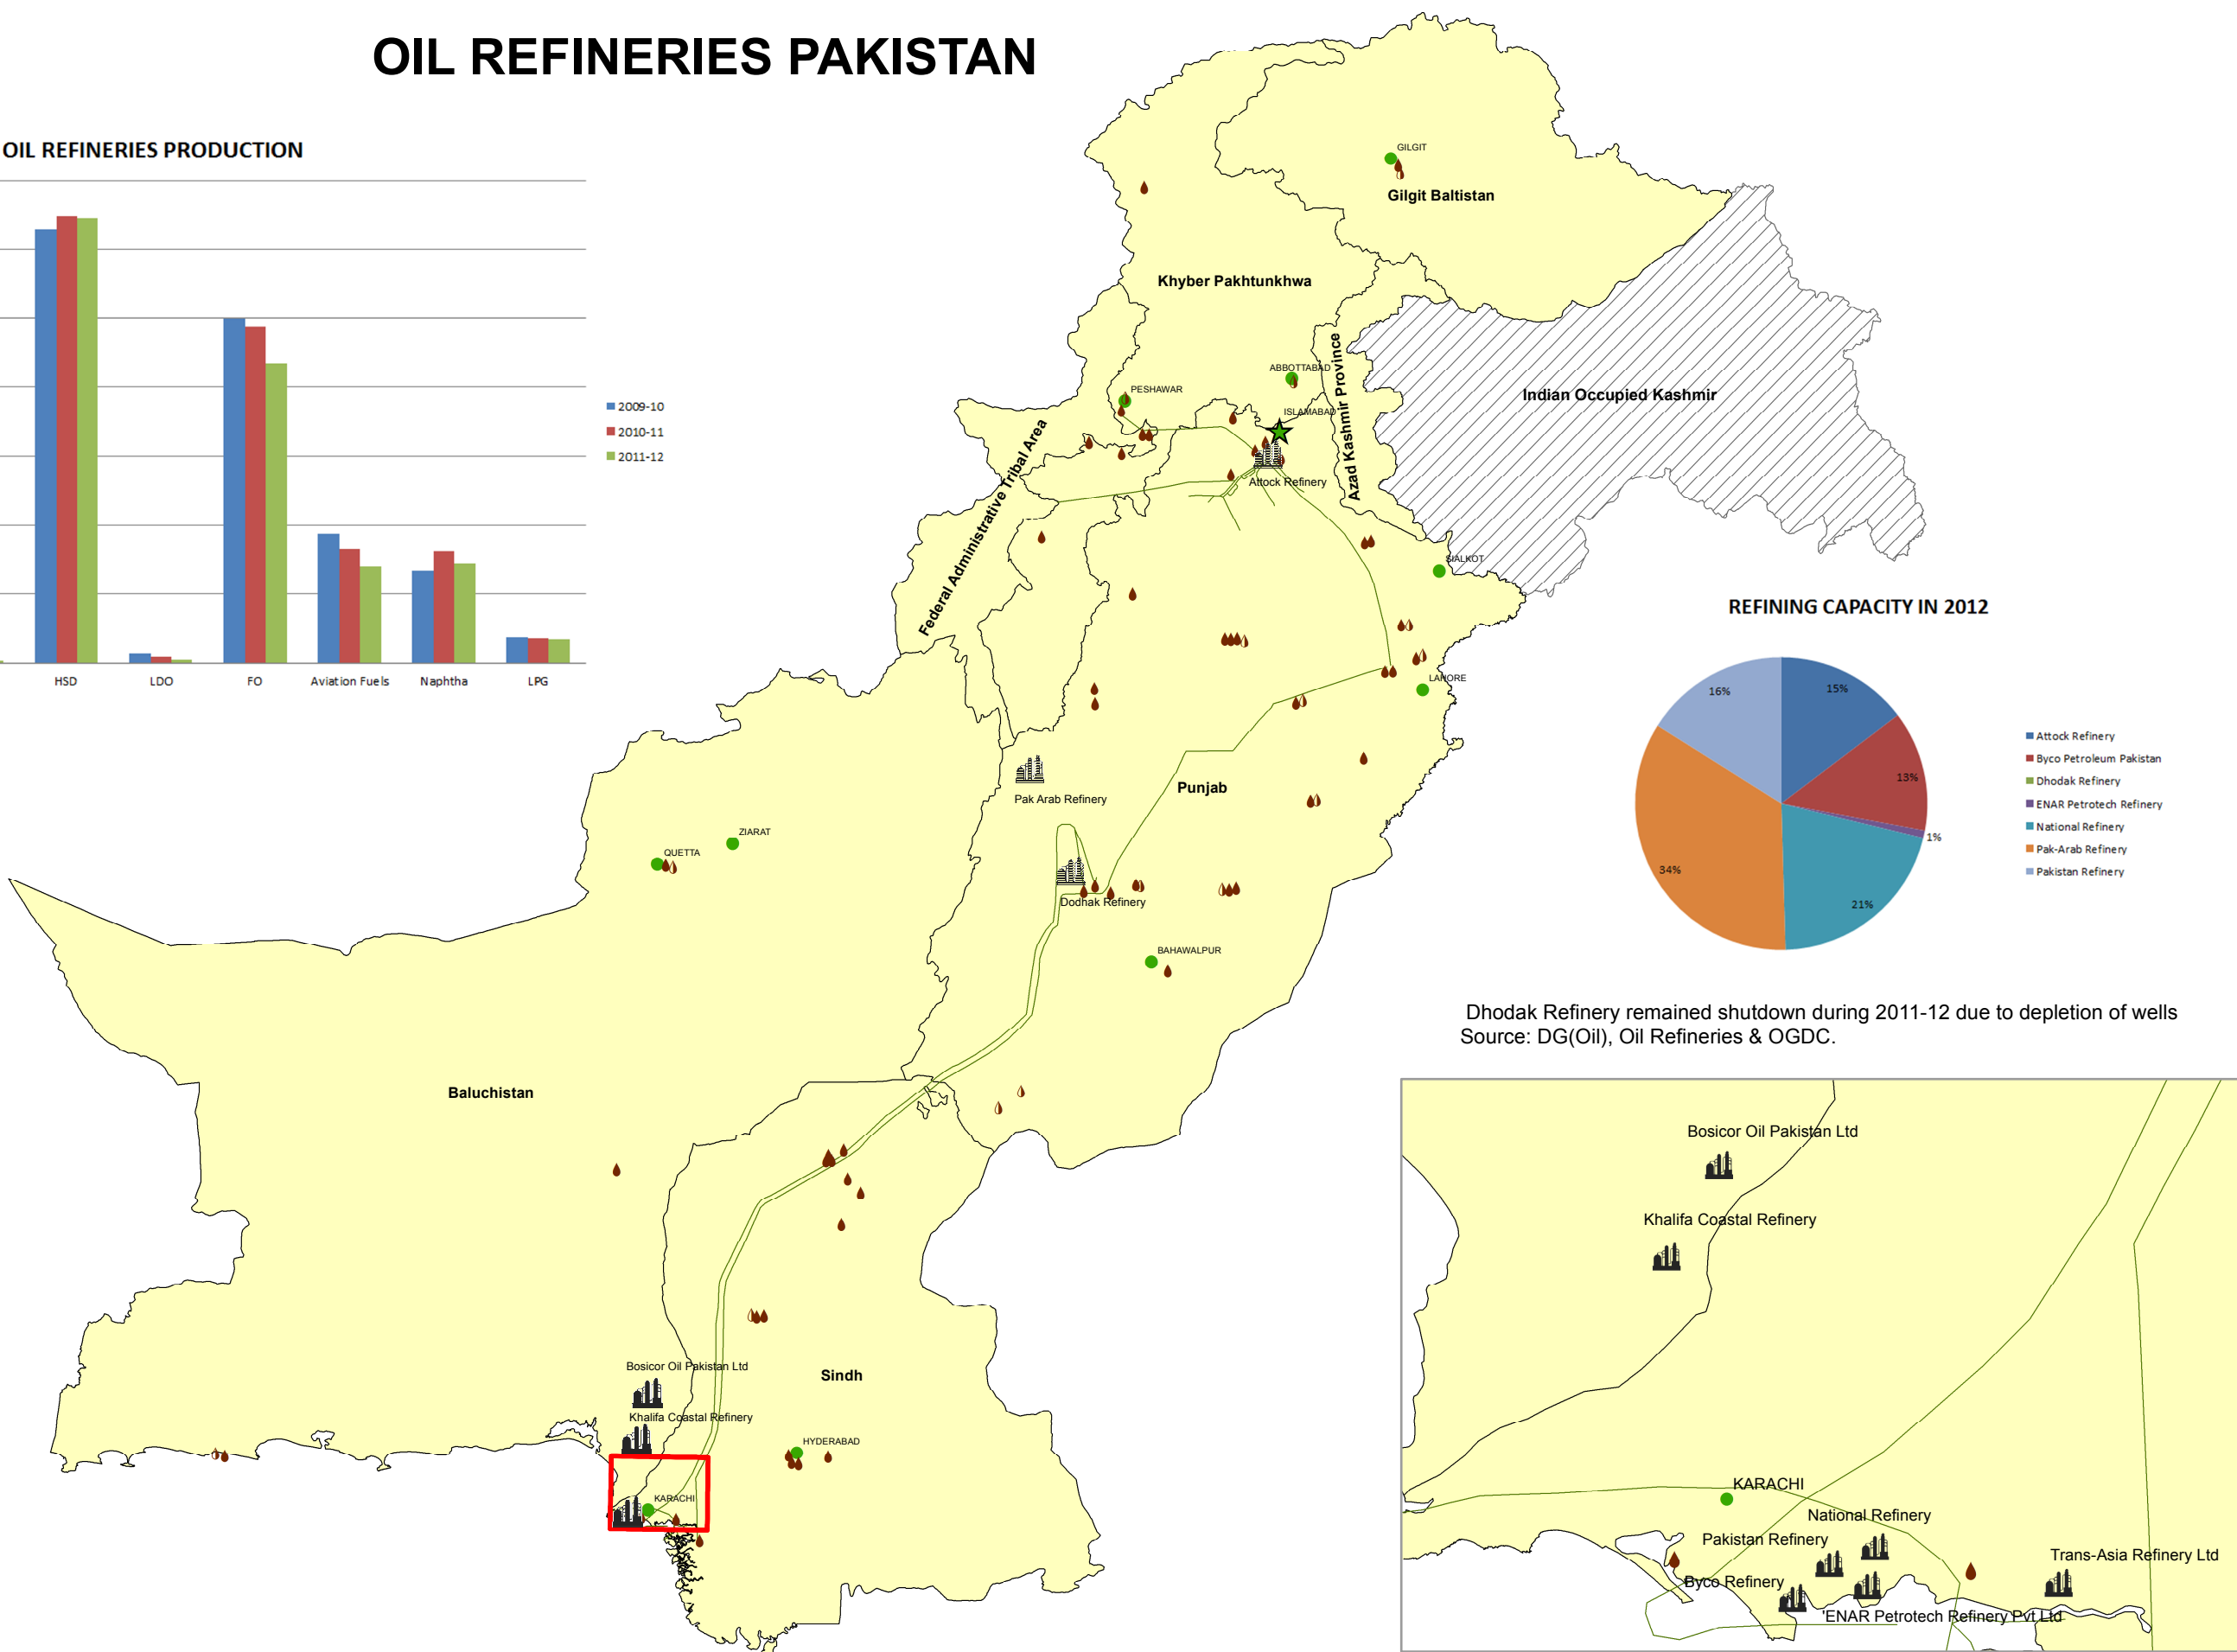 OIL REFINERIES PAKISTAN
OIL REFINERIES PRODUCTION
2009-10
2010-11
2011-12
HSD
LDO
FO
Aviation Fuels
Naphtha
LPG
GILGIT
Gilgit Baltistan
Khyber Pakhtunkhwa
Azad Kashmir Province
Indian Occupied Kashmir
ABBOTTABAD
PESHAWAR
ISLAMABAD
Attock Refinery
Federal Administrative Tribal Area
SIALKOT
LAHORE
Pak Arab Refinery
Punjab
ZIARAT
QUETTA
Dodhak Refinery
BAHAWALPUR
Baluchistan
Bosicor Oil Pakistan Ltd
Sindh
Khalifa Coastal Refinery
HYDERABAD
KARACHI
REFINING CAPACITY IN 2012
15%
13%
1%
21%
34%
16%
Attock Refinery
Byco Petroleum Pakistan
Dhodak Refinery
ENAR Petrotech Refinery
National Refinery
Pak-Arab Refinery
Pakistan Refinery
Dhodak Refinery remained shutdown during 2011-12 due to depletion of wells
Source: DG(Oil), Oil Refineries & OGDC.
Bosicor Oil Pakistan Ltd
Khalifa Coastal Refinery
KARACHI
National Refinery
Pakistan Refinery
Trans-Asia Refinery Ltd
Byco Refinery
'ENAR Petrotech Refinery Pvt Ltd